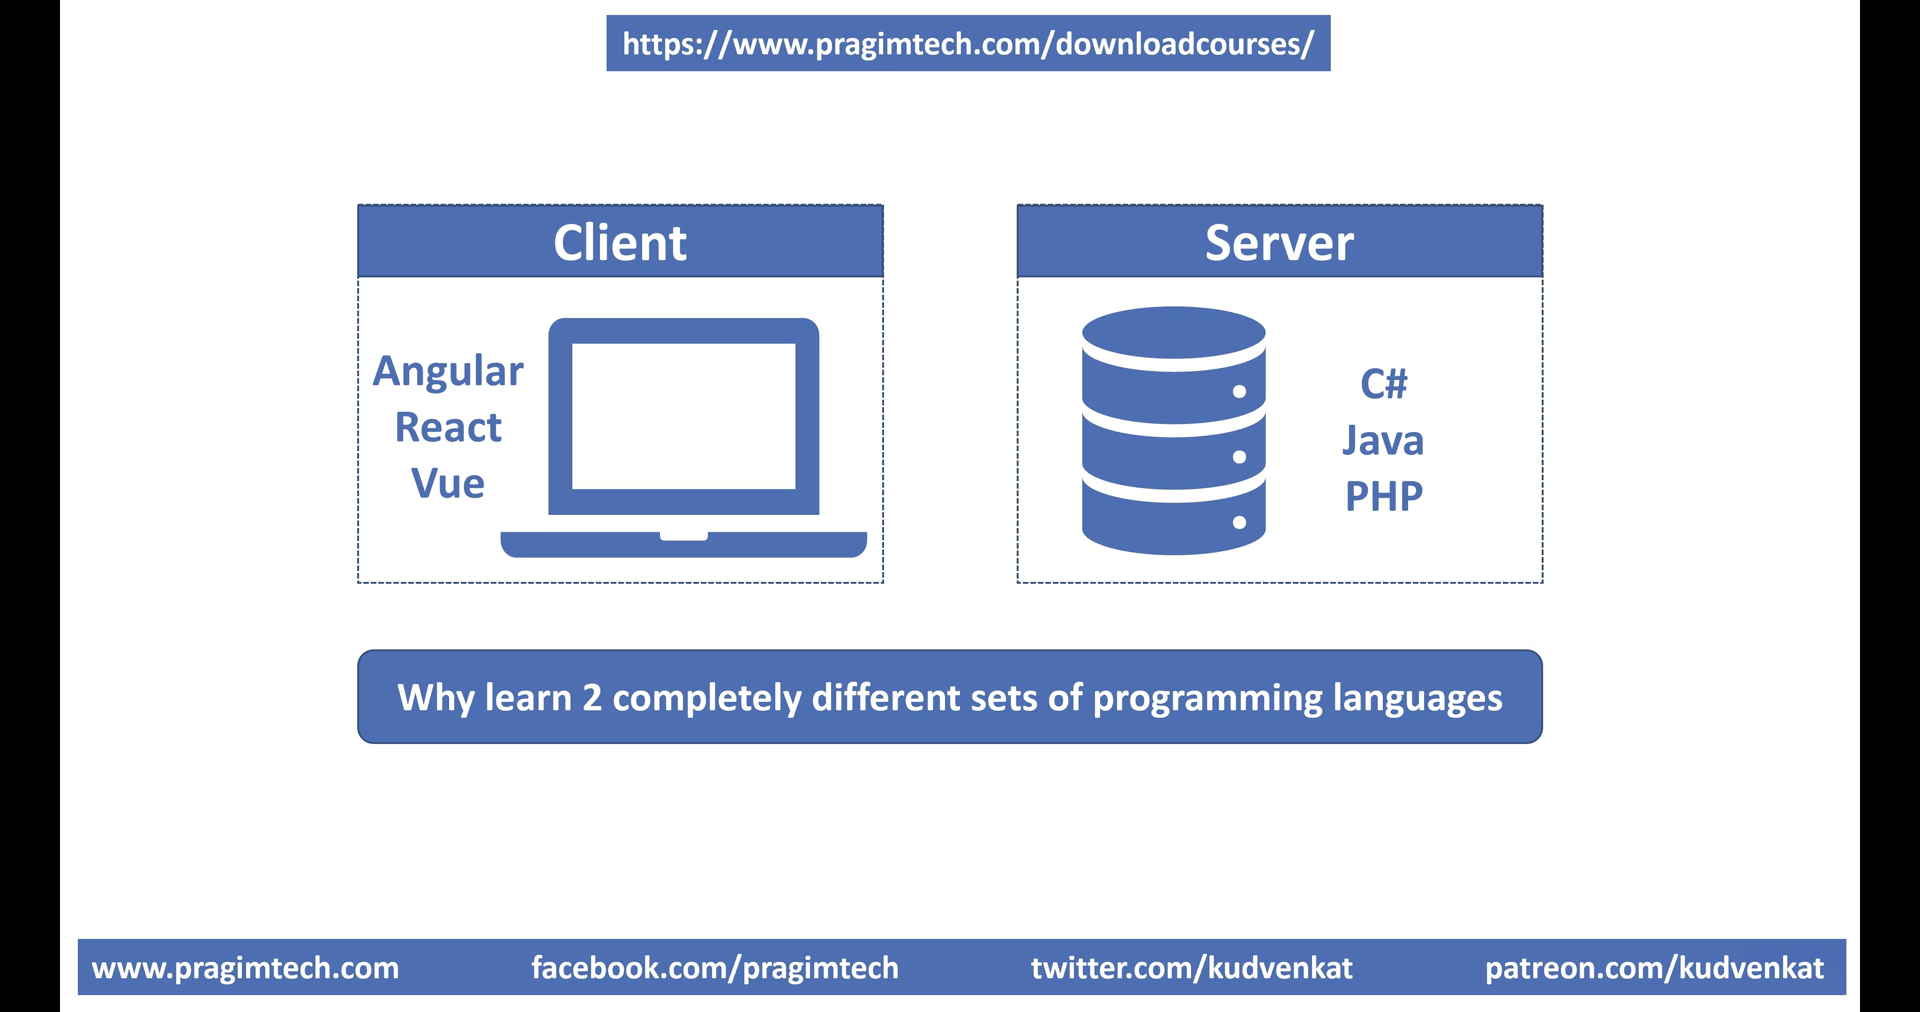 https://www.pragimtech.com/downloadcourses/
Client
Server
Angular
React
Vue
C#
Java
PHP
Why learn 2 completely different sets of programming languages
www.pragimtech.com
facebook.com/pragimtech
twitter.com/kudvenkat
patreon.com/kudvenkat